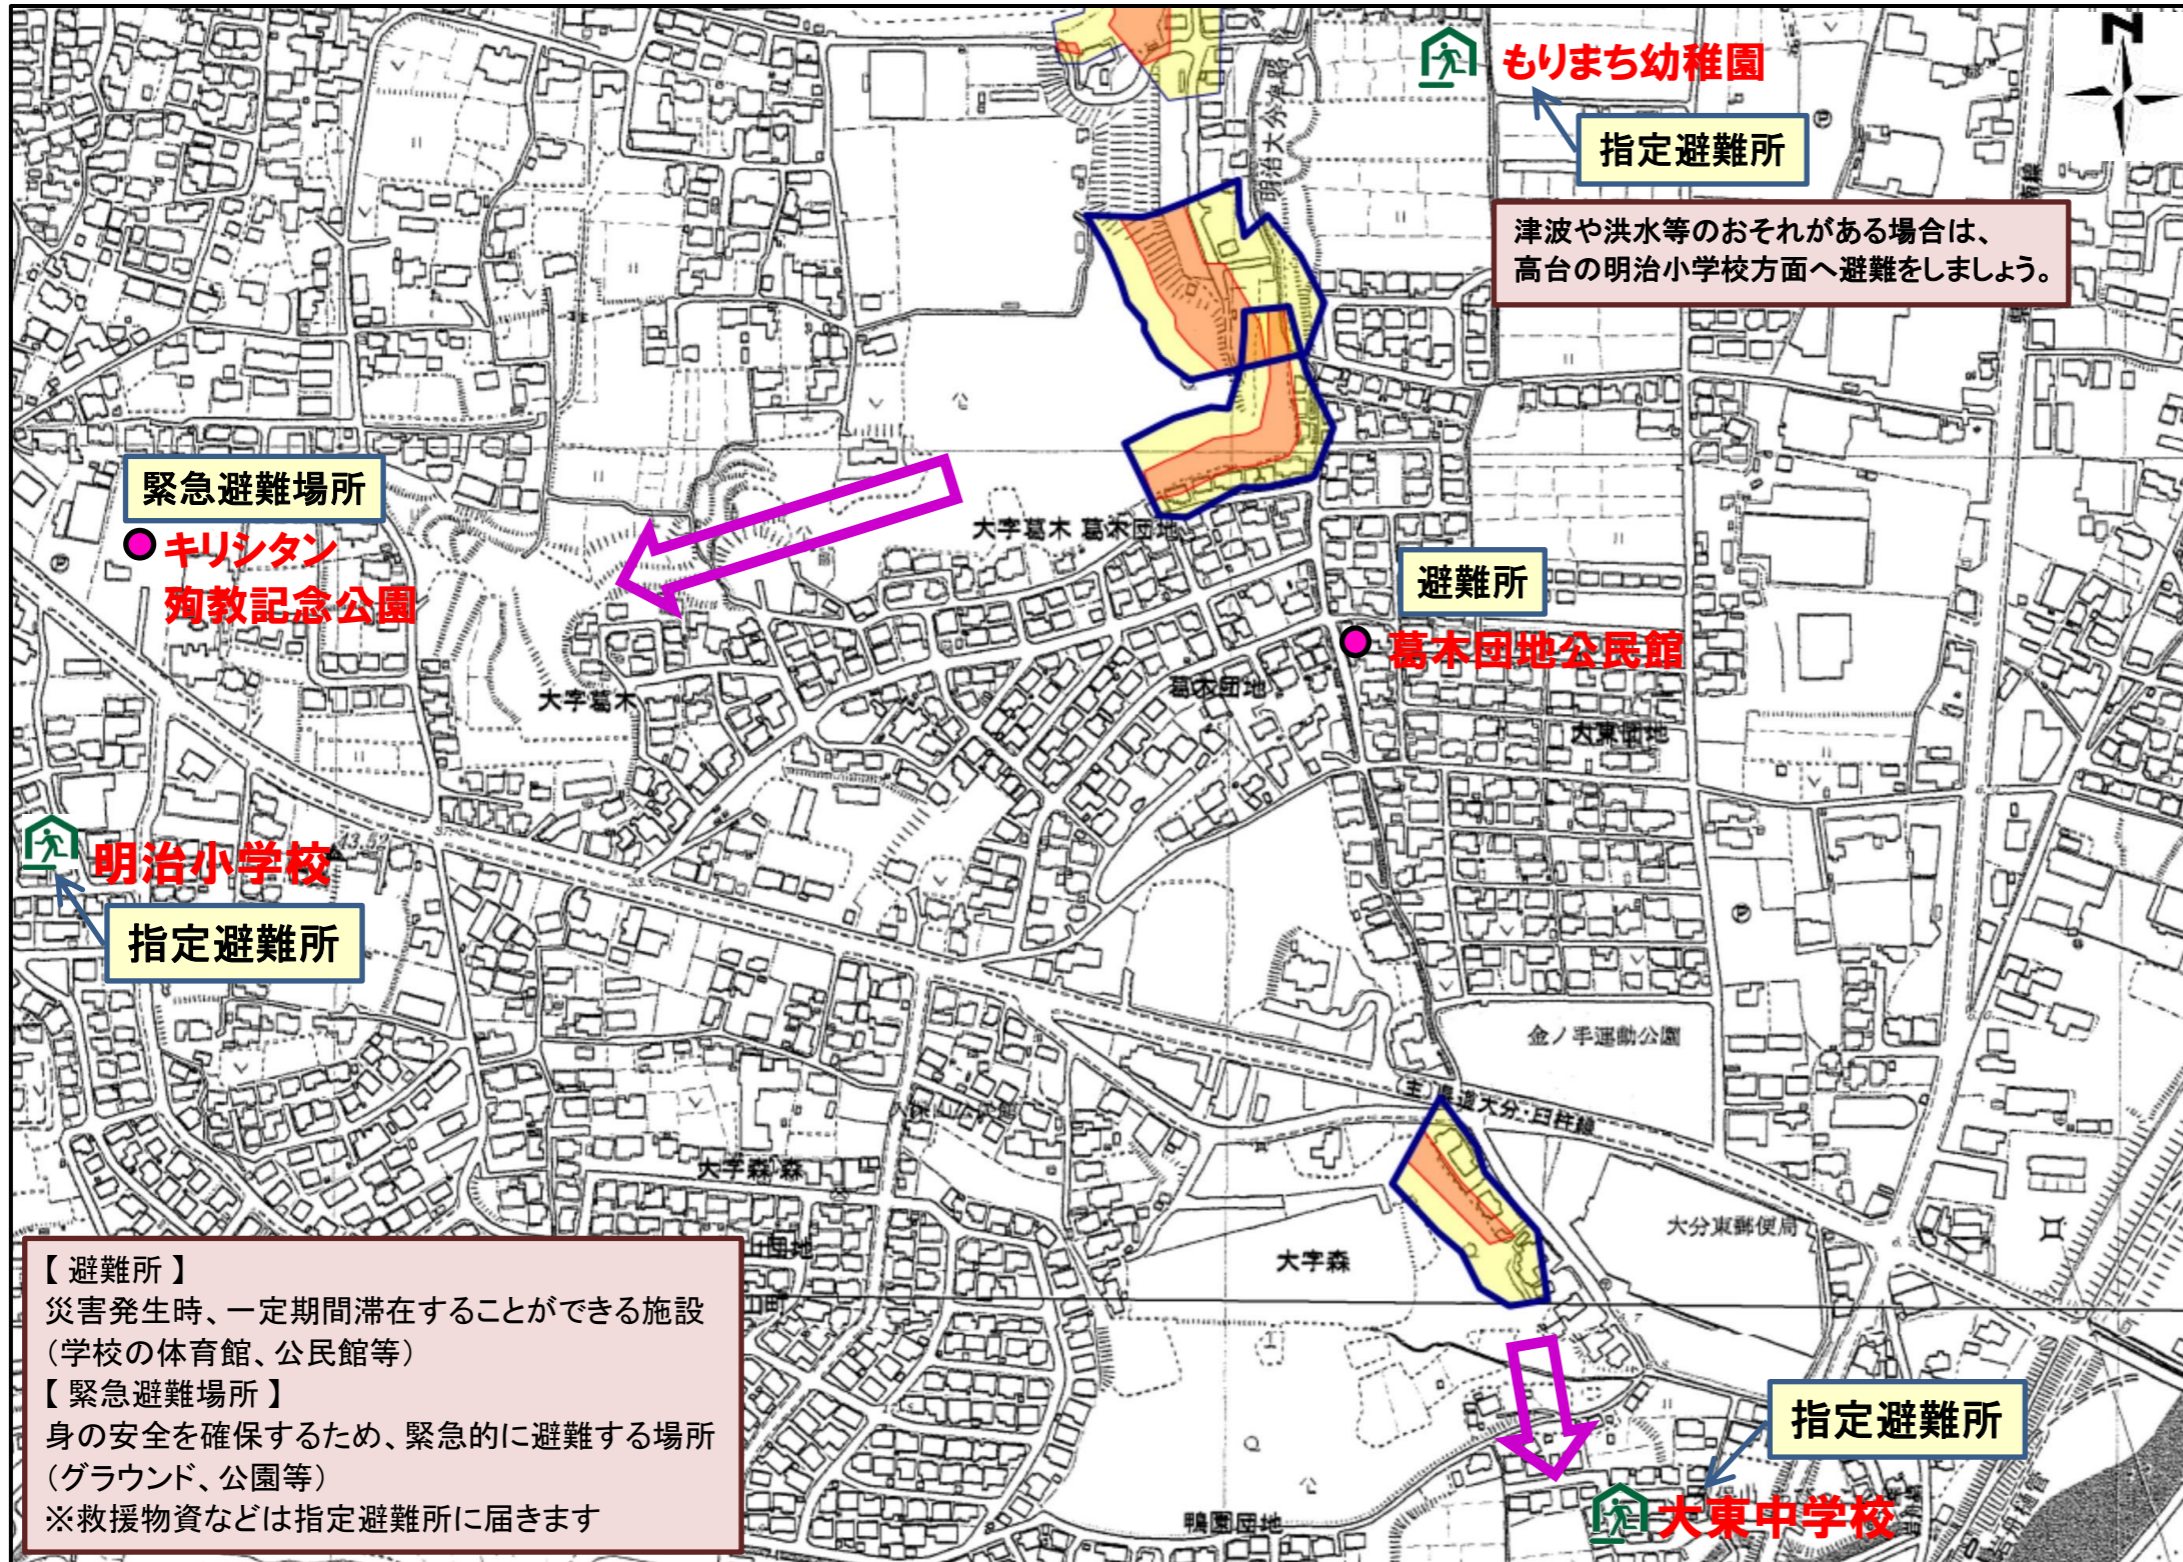 N
もりまち幼稚園
指定避難所
明治大分水路
津波や洪水等のおそれがある場合は、
高台の明治小学校方面へ避難をしましょう。
緊急避難場所
キリシタン
殉教記念公園
大字葛木 葛木団地
避難所
葛木団地公民館
大字葛木
葛木団地
大東団地
明治小学校
43.5
指定避難所
金ノ手運動公園
(主)県道大分・臼杵線
大字森 森
大分東郵便局
大字森
団地
【 避難所 】
災害発生時、一定期間滞在することができる施設
(学校の体育館、公民館等)
【 緊急避難場所 】
身の安全を確保するため、緊急的に避難する場所
(グラウンド、公園等)
※救援物資などは指定避難所に届きます
指定避難所
大東中学校
鴨園団地